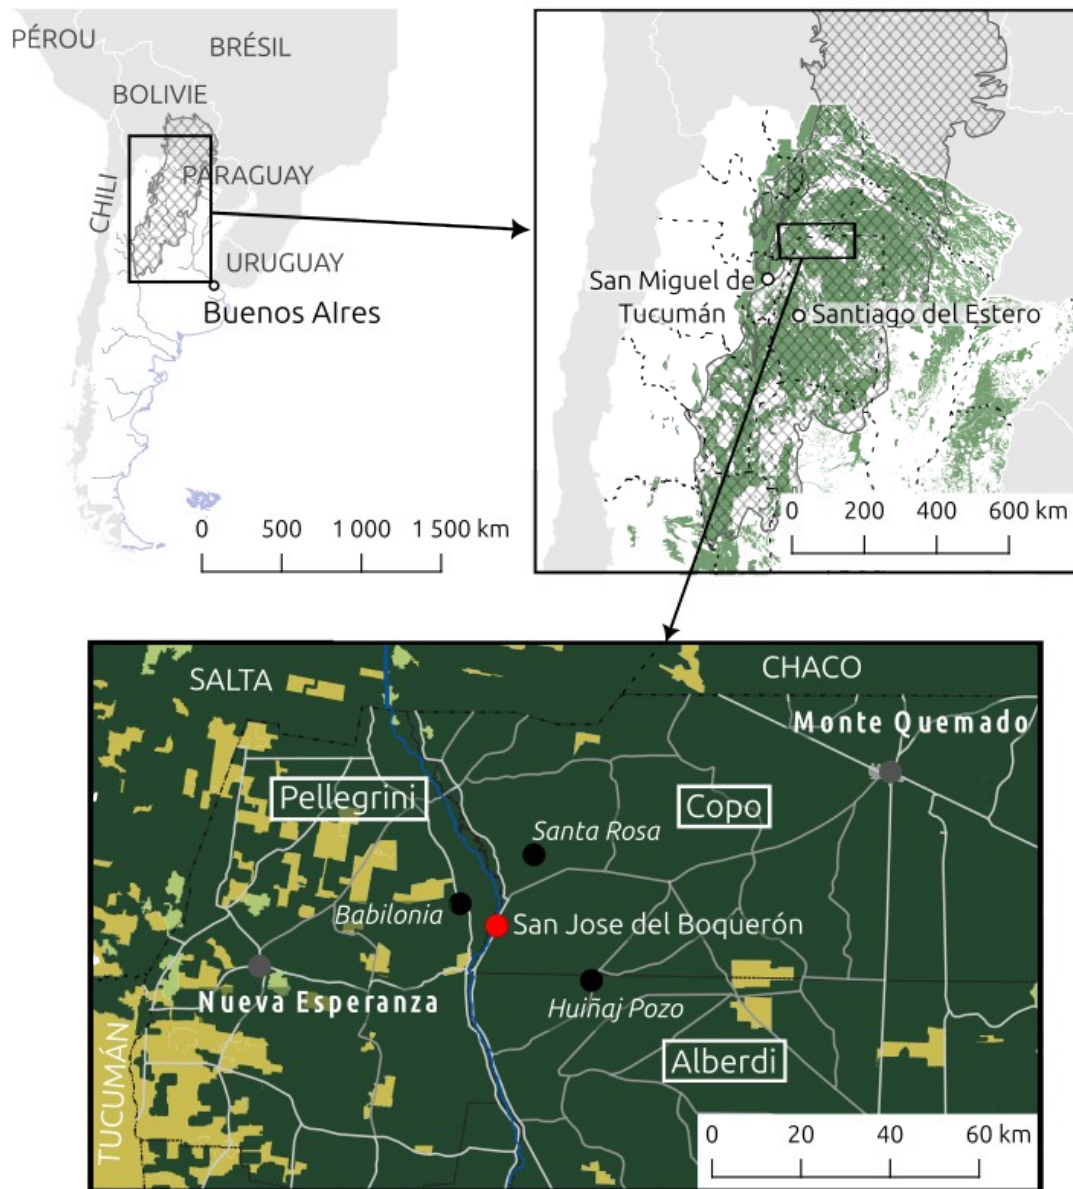 PÉROU
BRÉSIL
BOLIVIE
PARAGUAY
CHILI
URUGUAY
Buenos AIres
0 500 1 000 1 500 km
San Miguel de
Tucumán
Santiago del Estero
0 200 400 600 km
SALTA
CHACO
Monte Quemado
Pellegrini
Copo
Santa Rosa
Babilonia
San Jose del Boquerón
Nueva Esperanza
Huiñaj Pozo
Alberdi
TUCUMÁN
0 20 40 60 km